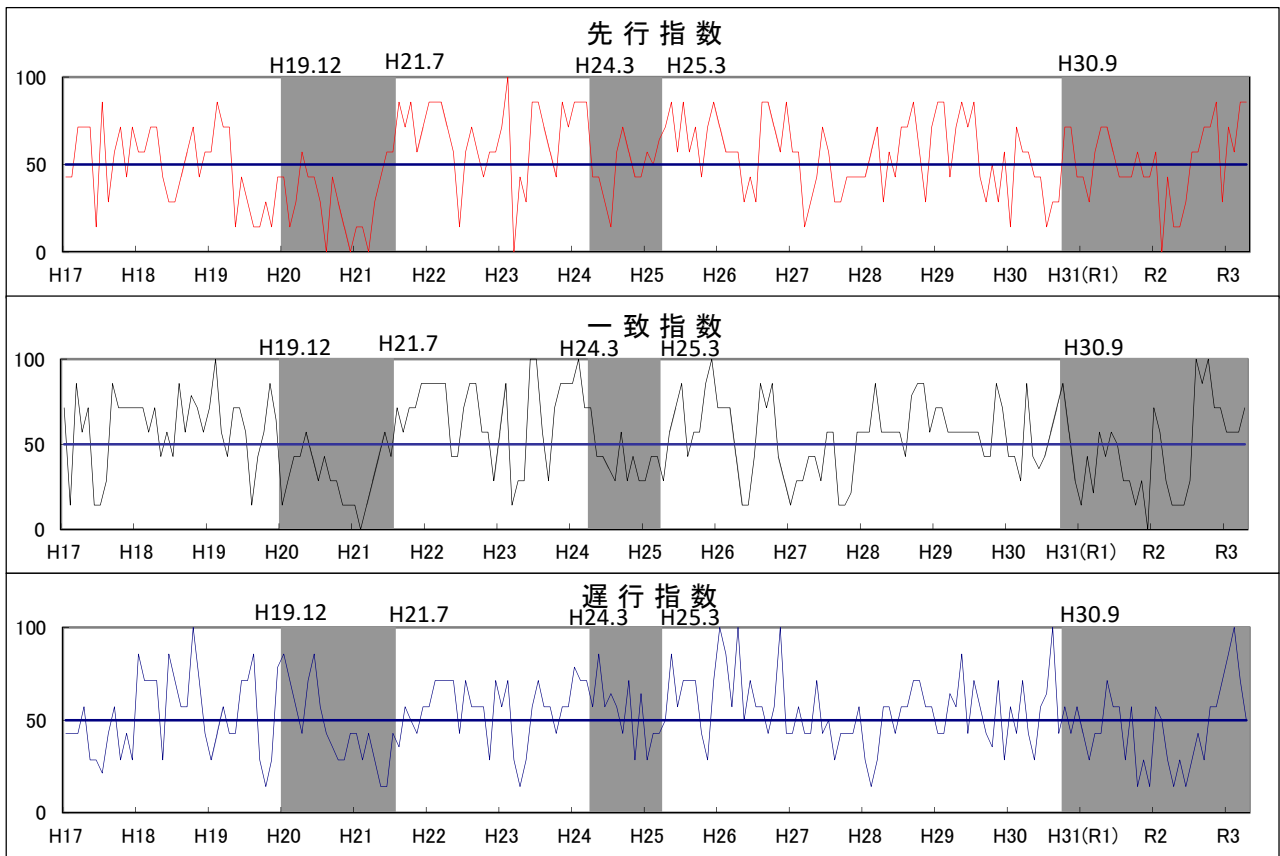 先 行 指 数
H19.12 H21.7 H24.3 H25.3 H30.9
100
50
0
H17 H18 H19 H20 H21 H22 H23 H24 H25 H26 H27 H28 H29 H30 H31(R1) R2 R3
一 致 指 数
H19.12 H21.7 H24.3 H25.3 H30.9
100
50
0
H17 H18 H19 H20 H21 H22 H23 H24 H25 H26 H27 H28 H29 H30 H31(R1) R2 R3
遅 行 指 数
H19.12 H21.7 H24.3 H25.3 H30.9
100
50
0
H17 H18 H19 H20 H21 H22 H23 H24 H25 H26 H27 H28 H29 H30 H31(R1) R2 R3